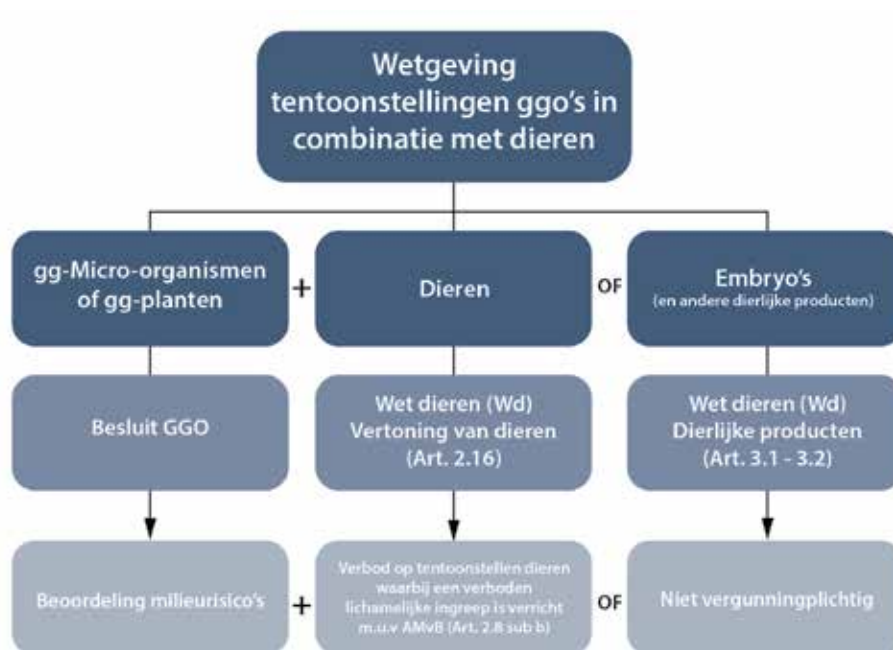 Wetgeving
tentoonstellingen ggo's in
combinatie met dieren
gg-Micro-organismen
of gg-planten
+
Dieren
OF
Embryo's
(en andere dierlijke producten)
Besluit GGO
Wet dieren (Wd)
Vertoning van dieren
(Art. 2.16)
Wet dieren (Wd)
Dierlijke producten
(Art. 3.1 - 3.2)
Beoordeling milieurisico's
+
Verbod op tentoonstellen dieren
waarbij een verboden
lichamelijke ingreep is verricht
m.u.v AMvB (Art. 2.8 sub b)
OF
Niet vergunningplichtig